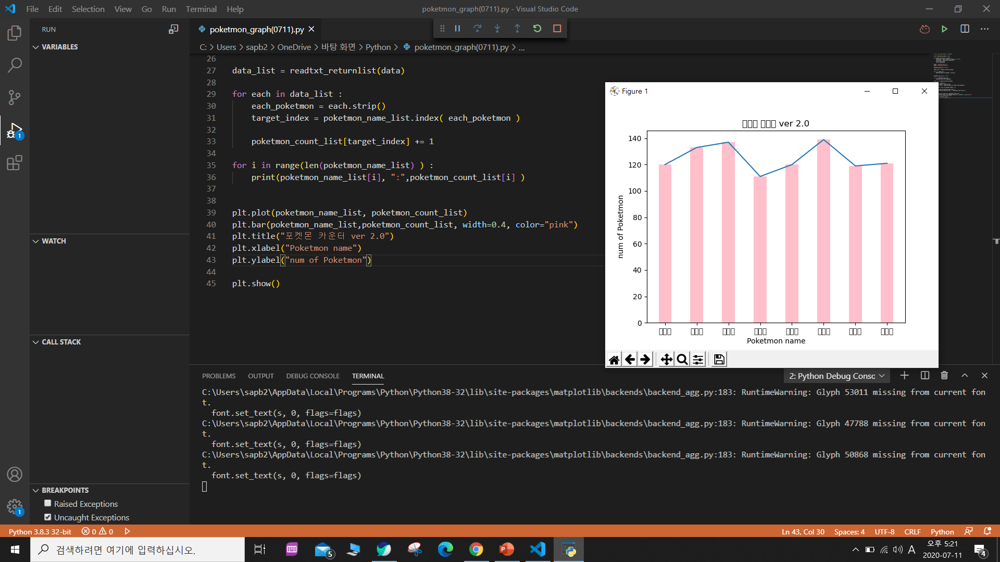 File Edit Selection View Go Run Terminal Help
poketmon_graph(0711).py - Visual Studio Code
RUN
VARIABLES
WATCH
CALL STACK
BREAKPOINTS
Raised Exceptions
Uncaught Exceptions
poketmon_graph(0711).py
C: > Users > sapb2 > OneDrive > 바탕 화면 > Python > poketmon_graph(0711).py > ...
26
27 data_list = readtxt_returnlist(data)
28
29 for each in data_list :
30 each_poketmon = each.strip()
31 target_index = poketmon_name_list.index( each_poketmon )
32
33 poketmon_count_list[target_index] += 1
34
35 for i in range(len(poketmon_name_list) ) :
36 print(poketmon_name_list[i], ":",poketmon_count_list[i] )
37
38
39 plt.plot(poketmon_name_list, poketmon_count_list)
40 plt.bar(poketmon_name_list,poketmon_count_list, width=0.4, color="pink")
41 plt.title("포켓몬 카운터 ver 2.0")
42 plt.xlabel("Poketmon name")
43 plt.ylabel("num of Poketmon")
44
45 plt.show()
Figure 1
□□□ □□□ ver 2.0
140
120
100
80
60
40
20
0
num of Poketmon
□□□ □□□ □□□ □□□ □□□ □□□ □□□ □□□
Poketmon name
PROBLEMS OUTPUT DEBUG CONSOLE TERMINAL
2: Python Debug Consc
C:\Users\sapb2\AppData\Local\Programs\Python\Python38-32\lib\site-packages\matplotlib\backends\backend_agg.py:183: RuntimeWarning: Glyph 53011 missing from current fon
t.
font.set_text(s, 0, flags=flags)
C:\Users\sapb2\AppData\Local\Programs\Python\Python38-32\lib\site-packages\matplotlib\backends\backend_agg.py:183: RuntimeWarning: Glyph 47788 missing from current fon
t.
font.set_text(s, 0, flags=flags)
C:\Users\sapb2\AppData\Local\Programs\Python\Python38-32\lib\site-packages\matplotlib\backends\backend_agg.py:183: RuntimeWarning: Glyph 50868 missing from current fon
t.
font.set_text(s, 0, flags=flags)
1
1
Python 3.8.3 32-bit 0 0
Ln 43, Col 30 Spaces: 4 UTF-8 CRLF Python
검색하려면 여기에 입력하십시오.
5
A
오후 5:21
2020-07-11
4